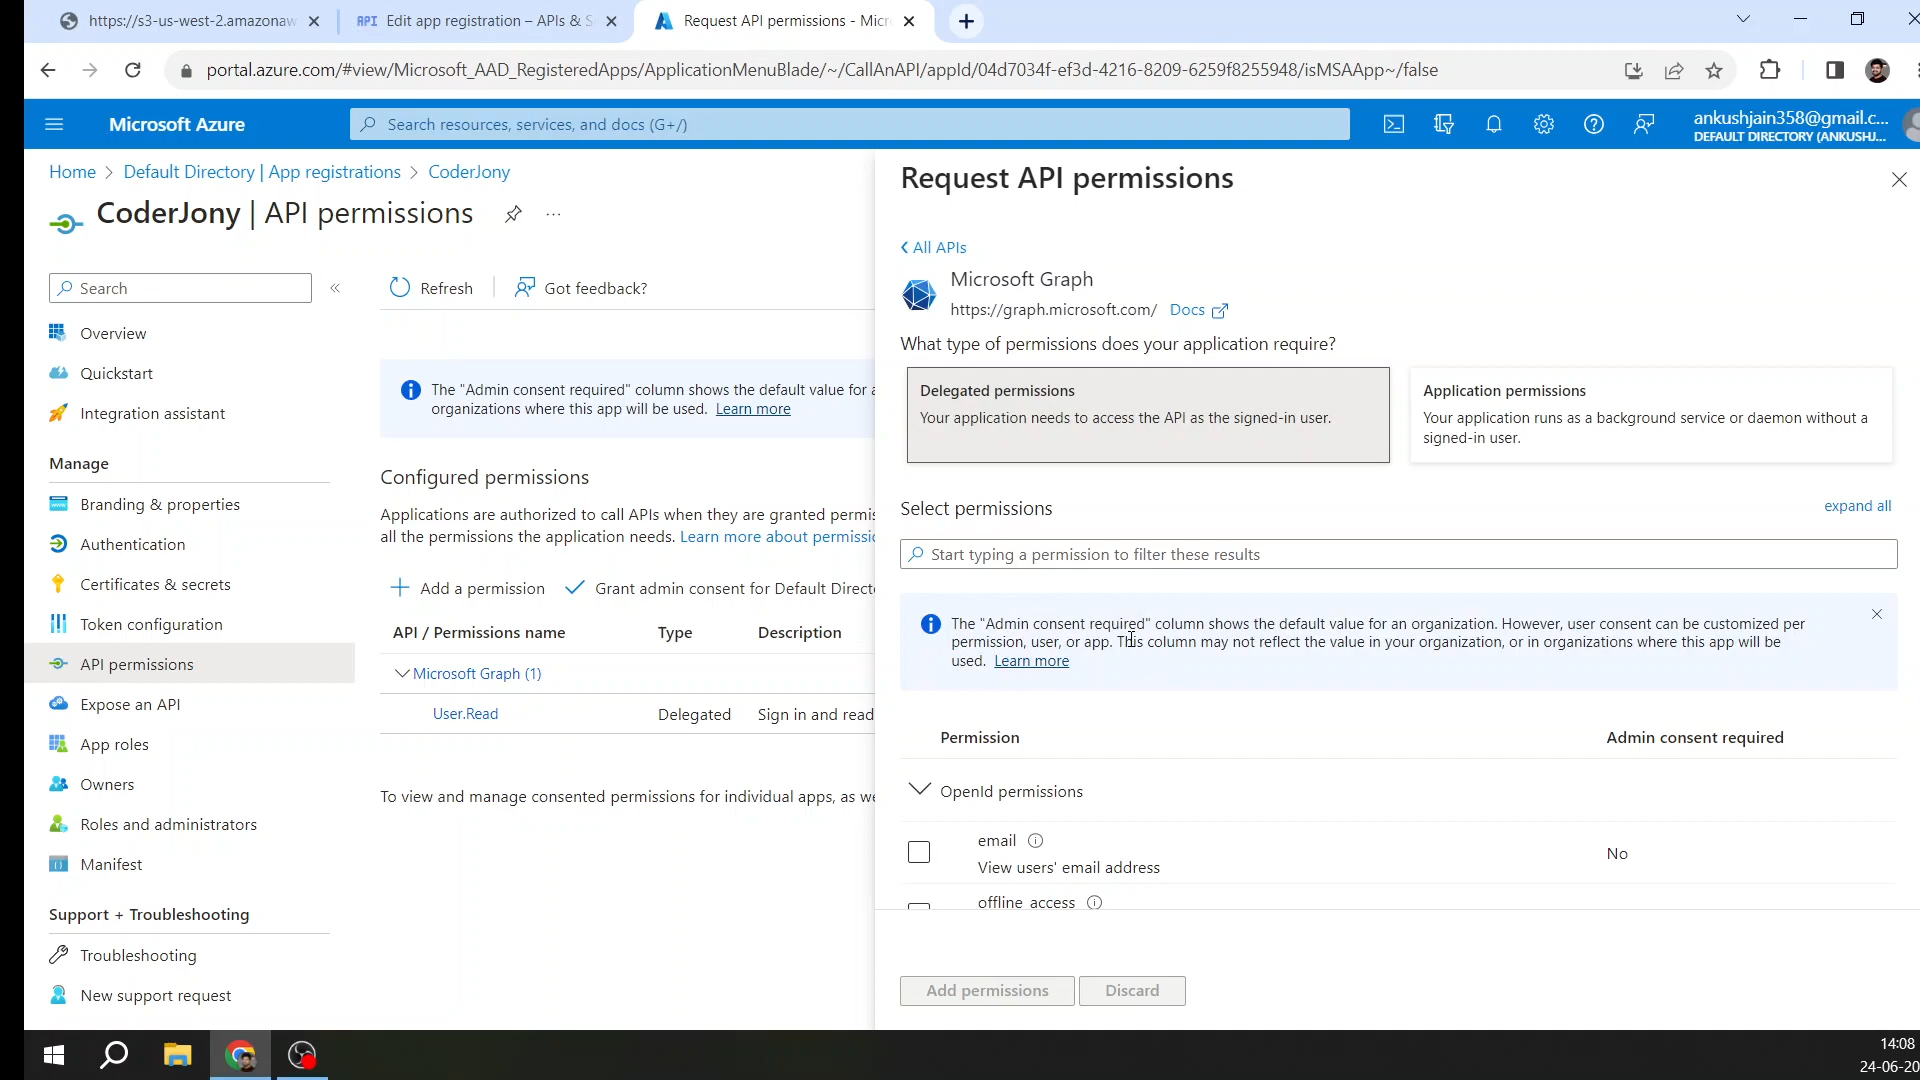 https://s3-us-west-2.amazonaw
API Edit app registration – APIs & S
Request API permissions - Micr
portal.azure.com/#view/Microsoft_AAD_RegisteredApps/ApplicationMenuBlade/~/CallAnAPI/appId/04d7034f-ef3d-4216-8209-6259f8255948/isMSAApp~/false
Microsoft Azure
Search resources, services, and docs (G+/)
ankushjain358@gmail.c...
DEFAULT DIRECTORY (ANKUSHJ...
Home > Default Directory | App registrations > CoderJony
CoderJony | API permissions
...
Search
«
Overview
Quickstart
Integration assistant
Manage
Branding & properties
Authentication
Certificates & secrets
Token configuration
API permissions
Expose an API
App roles
Owners
Roles and administrators
Manifest
Support + Troubleshooting
Troubleshooting
New support request
Refresh
Got feedback?
The "Admin consent required" column shows the default value for a
organizations where this app will be used. Learn more
Configured permissions
Applications are authorized to call APIs when they are granted permis
all the permissions the application needs. Learn more about permissio
Add a permission
Grant admin consent for Default Direct
API / Permissions name Type Description
Microsoft Graph (1)
User.Read Delegated Sign in and read
To view and manage consented permissions for individual apps, as we
Request API permissions
All APIs
Microsoft Graph
https://graph.microsoft.com/ Docs
What type of permissions does your application require?
Delegated permissions
Your application needs to access the API as the signed-in user.
Application permissions
Your application runs as a background service or daemon without a
signed-in user.
Select permissions
expand all
Start typing a permission to filter these results
The "Admin consent required" column shows the default value for an organization. However, user consent can be customized per
permission, user, or app. This column may not reflect the value in your organization, or in organizations where this app will be
used. Learn more
Permission Admin consent required
OpenId permissions
email
View users' email address
No
offline_access
Add permissions
Discard
14:08
24-06-20